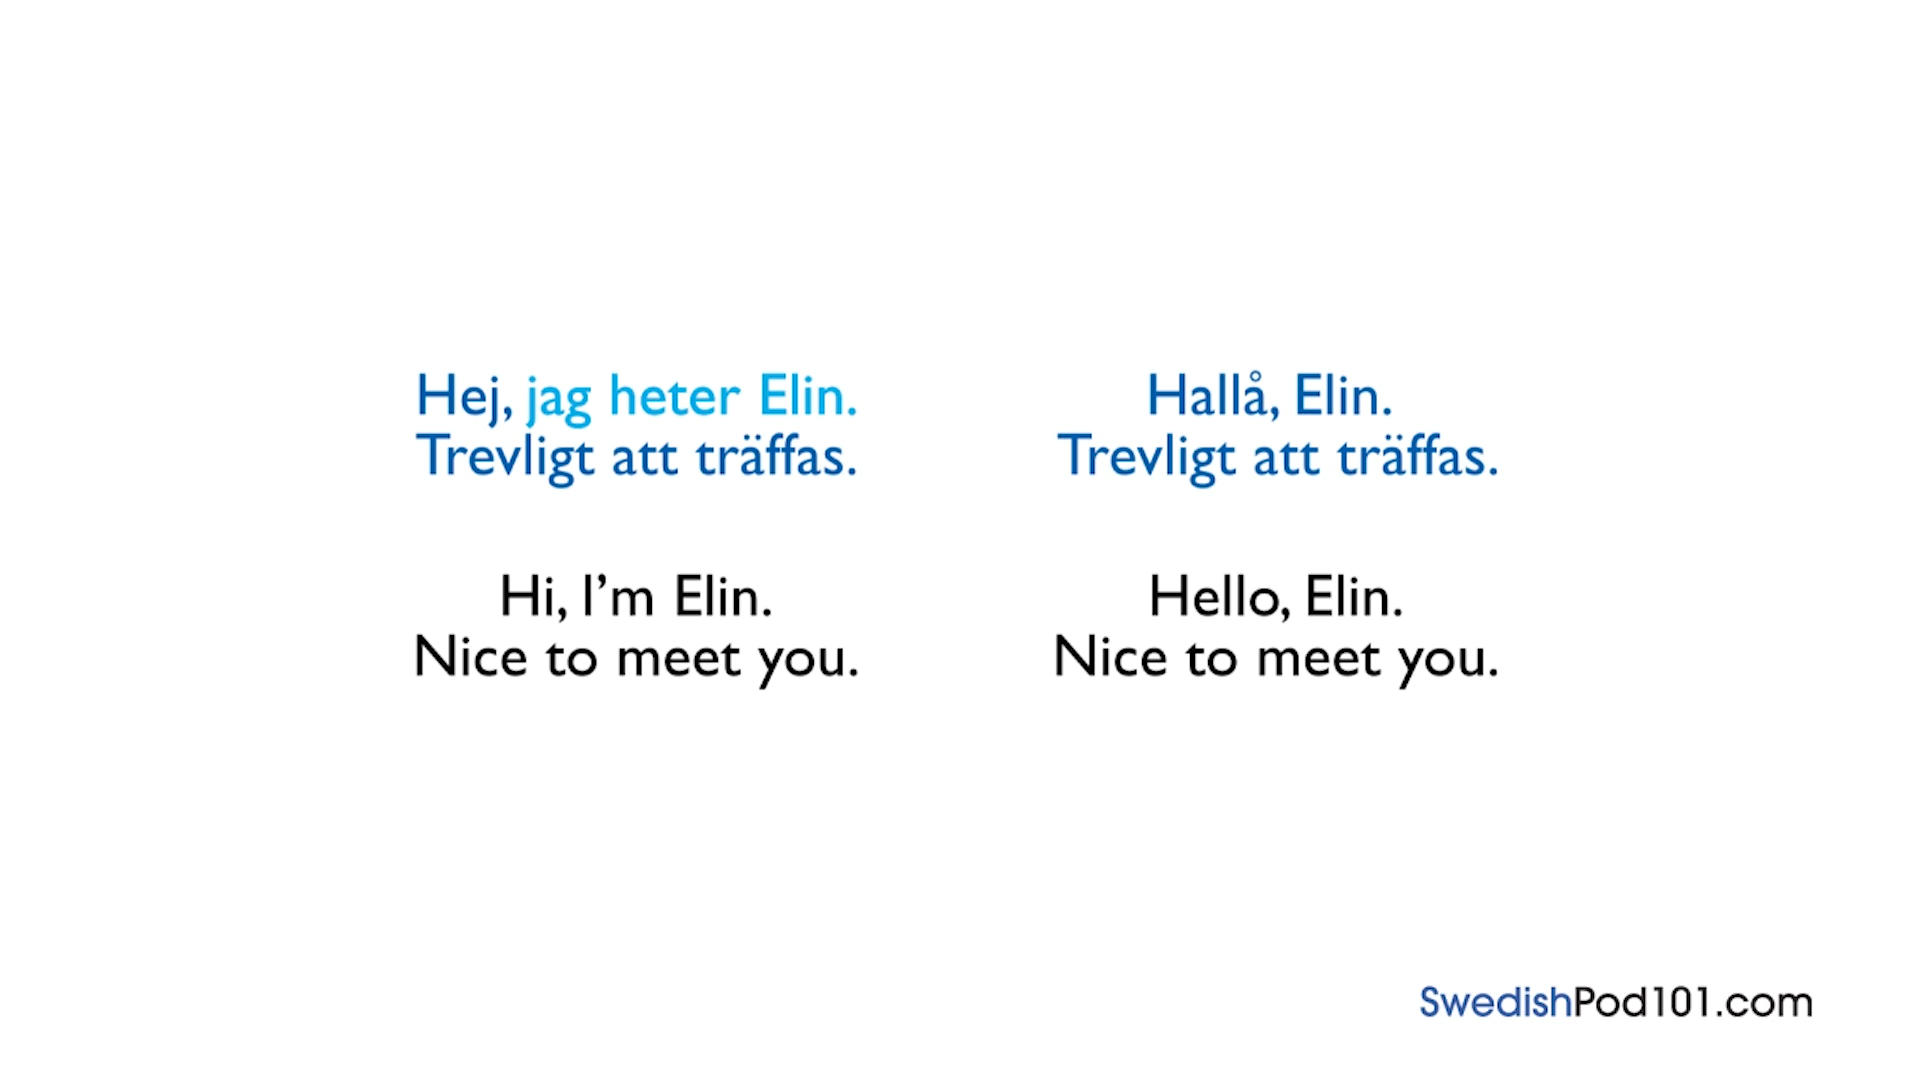 Hej, jag heter Elin.
Trevligt att träffas.
Hi, I’m Elin.
Nice to meet you.
Hallå, Elin.
Trevligt att träffas.
Hello, Elin.
Nice to meet you.
SwedishPod101.com